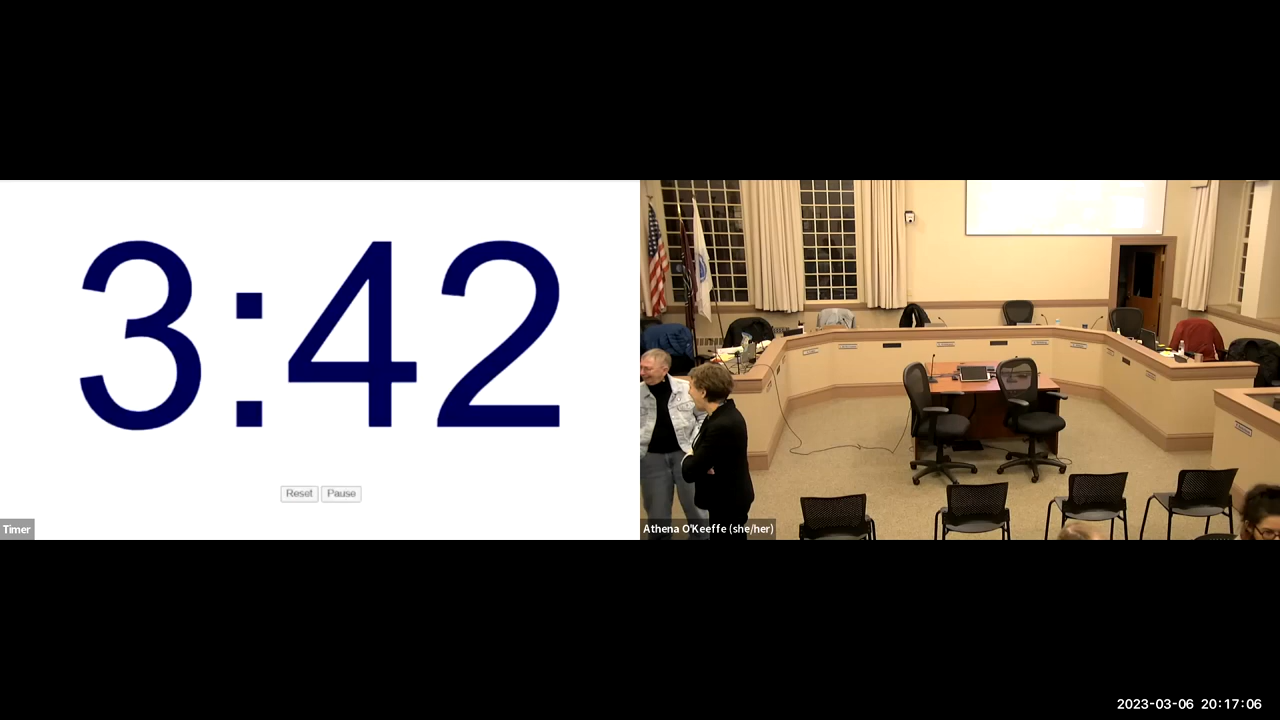 3:42
Reset Pause
Timer
Athena O'Keeffe (she/her)
2023-03-06 20:17:06